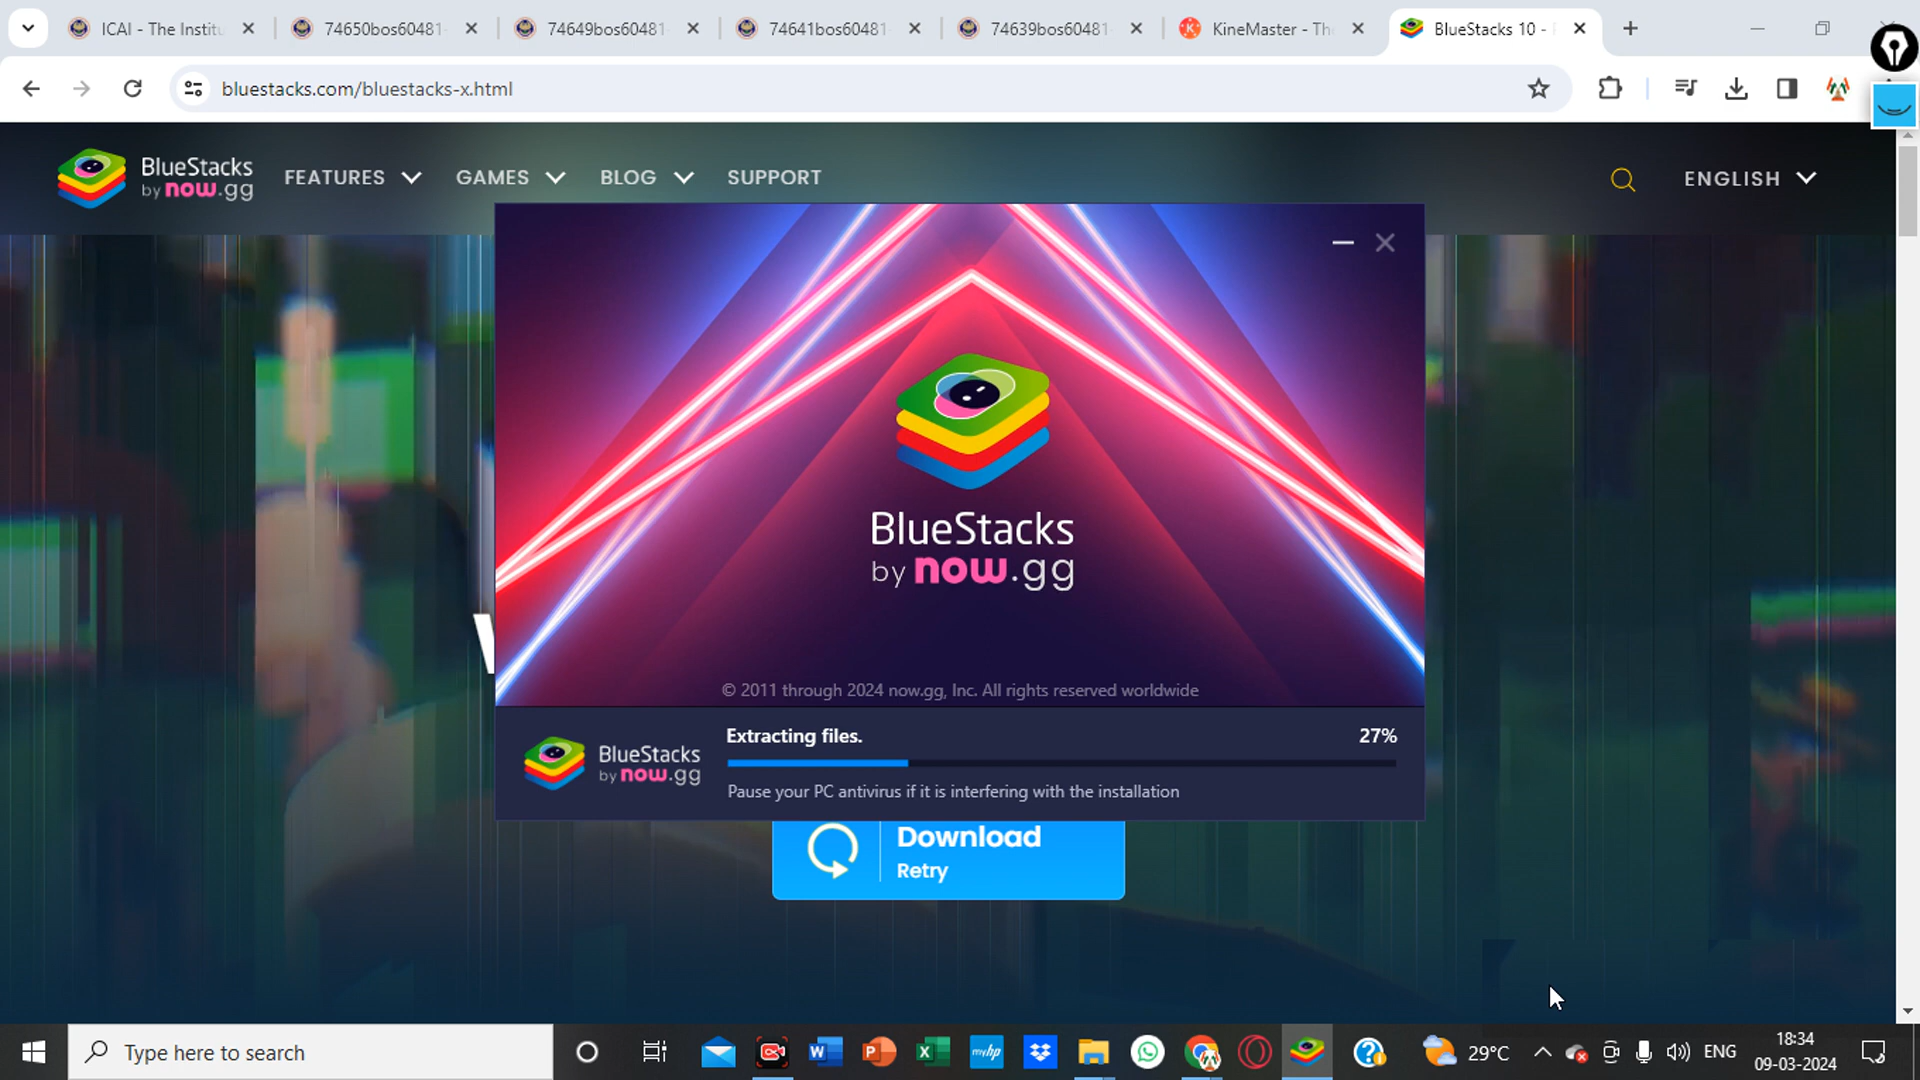 ICAI - The Institu
74650bos60481-
74649bos60481-
74641bos60481-
74639bos60481-
KineMaster - Th
BlueStacks 10 -
bluestacks.com/bluestacks-x.html
BlueStacks
by now.gg
FEATURES
GAMES
BLOG
SUPPORT
ENGLISH
BlueStacks
by now.gg
© 2011 through 2024 now.gg, Inc. All rights reserved worldwide
BlueStacks
by now.gg
Extracting files.
27%
Pause your PC antivirus if it is interfering with the installation
Download
Retry
Type here to search
29°C
ENG
18:34
09-03-2024